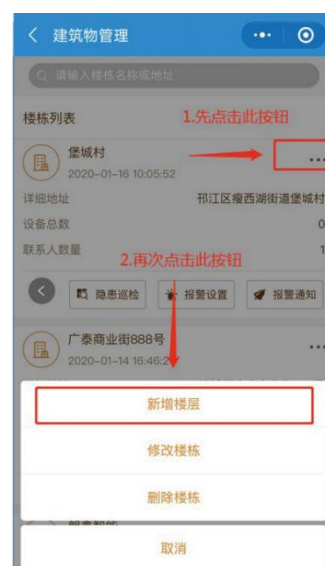 建筑物管理
请输入楼栋名称或地址
楼栋列表
1.先点击此按钮
堡城村
2020-01-16 10:05:52
详细地址 邗江区瘦西湖街道堡城村
设备总数 0
联系人数量 1
2.再次点击此按钮
隐患巡检 报警设置 报警通知
广泰商业街888号
2020-01-14 16:46:2
新增楼层
修改楼栋
删除楼栋
取消